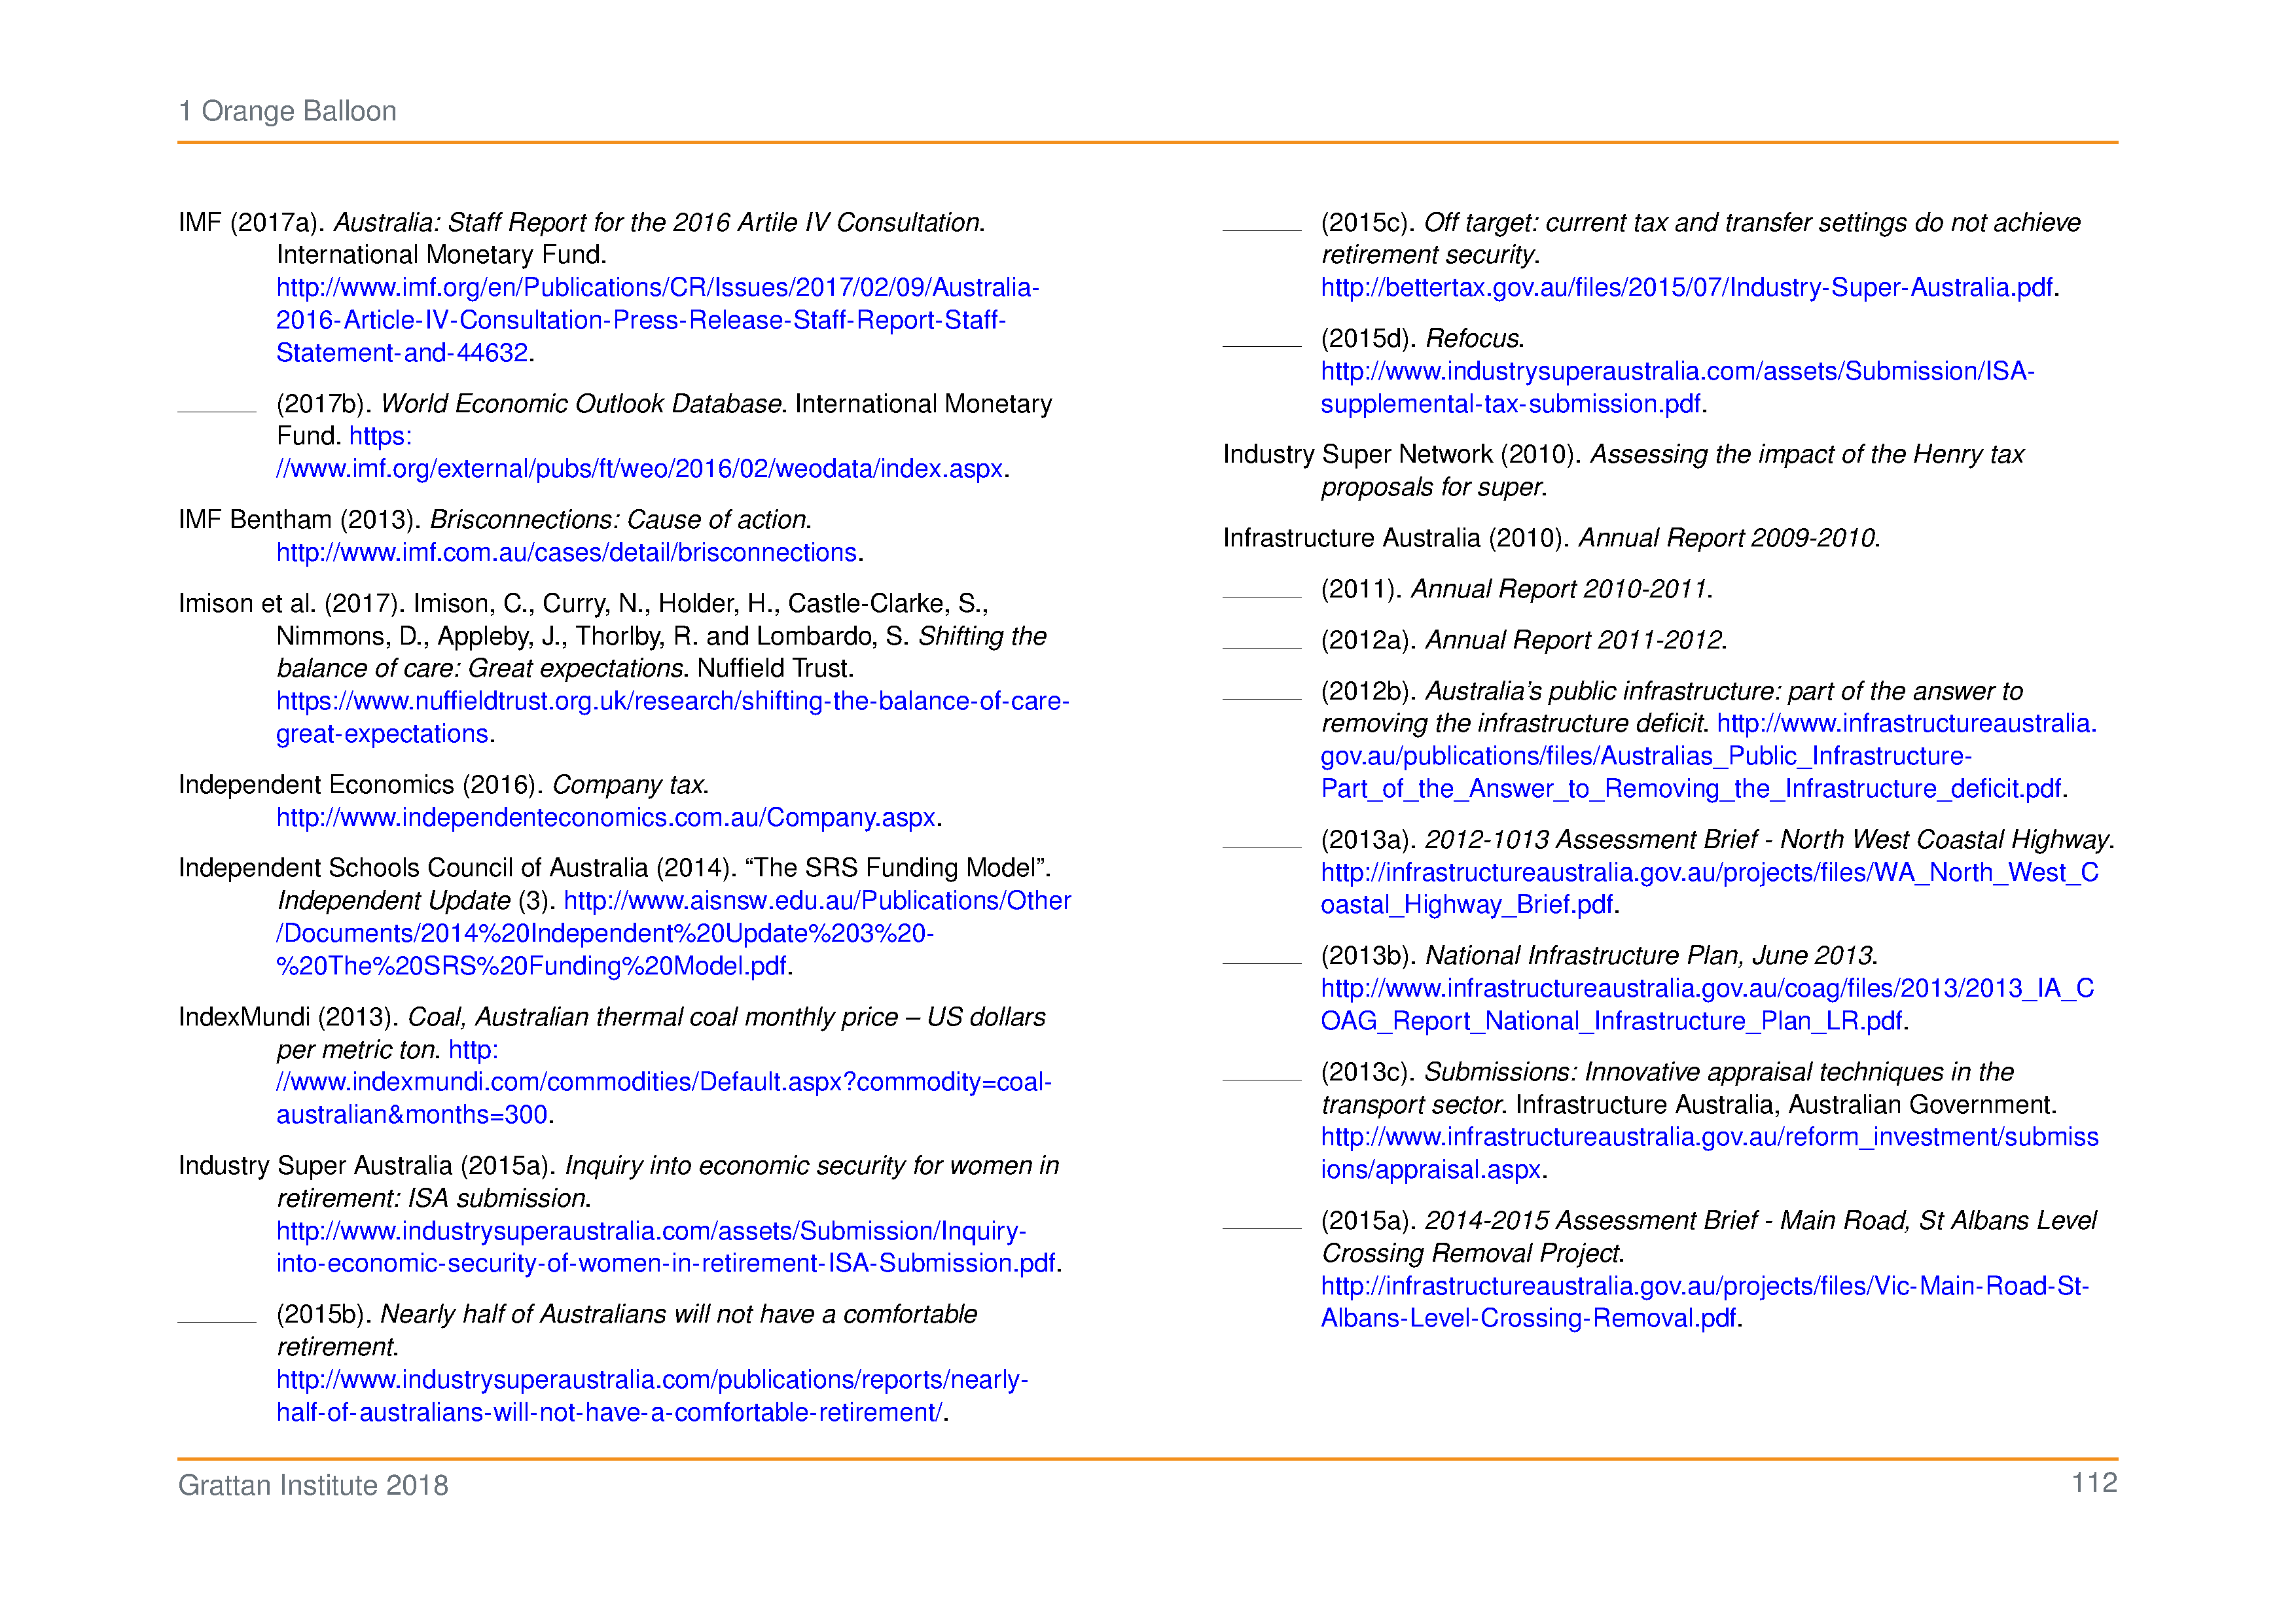 1 Orange Balloon
IMF (2017a). Australia: Staff Report for the 2016 Artile IV Consultation.
International Monetary Fund.
http://www.imf.org/en/Publications/CR/Issues/2017/02/09/Australia-
2016-Article-IV-Consultation-Press-Release-Staff-Report-Staff-
Statement-and-44632.
(2017b). World Economic Outlook Database. International Monetary
Fund. https:
//www.imf.org/external/pubs/ft/weo/2016/02/weodata/index.aspx.
IMF Bentham (2013). Brisconnections: Cause of action.
http://www.imf.com.au/cases/detail/brisconnections.
Imison et al. (2017). Imison, C., Curry, N., Holder, H., Castle-Clarke, S.,
Nimmons, D., Appleby, J., Thorlby, R. and Lombardo, S. Shifting the
balance of care: Great expectations. Nuffield Trust.
https://www.nuffieldtrust.org.uk/research/shifting-the-balance-of-care-
great-expectations.
Independent Economics (2016). Company tax.
http://www.independenteconomics.com.au/Company.aspx.
Independent Schools Council of Australia (2014). “The SRS Funding Model”.
Independent Update (3). http://www.aisnsw.edu.au/Publications/Other
/Documents/2014%20Independent%20Update%203%20-
%20The%20SRS%20Funding%20Model.pdf.
IndexMundi (2013). Coal, Australian thermal coal monthly price – US dollars
per metric ton. http:
//www.indexmundi.com/commodities/Default.aspx?commodity=coal-
australian&months=300.
Industry Super Australia (2015a). Inquiry into economic security for women in
retirement: ISA submission.
http://www.industrysuperaustralia.com/assets/Submission/Inquiry-
into-economic-security-of-women-in-retirement-ISA-Submission.pdf.
(2015b). Nearly half of Australians will not have a comfortable
retirement.
http://www.industrysuperaustralia.com/publications/reports/nearly-
half-of-australians-will-not-have-a-comfortable-retirement/.
(2015c). Off target: current tax and transfer settings do not achieve
retirement security.
http://bettertax.gov.au/files/2015/07/Industry-Super-Australia.pdf.
(2015d). Refocus.
http://www.industrysuperaustralia.com/assets/Submission/ISA-
supplemental-tax-submission.pdf.
Industry Super Network (2010). Assessing the impact of the Henry tax
proposals for super.
Infrastructure Australia (2010). Annual Report 2009-2010.
(2011). Annual Report 2010-2011.
(2012a). Annual Report 2011-2012.
(2012b). Australia’s public infrastructure: part of the answer to
removing the infrastructure deficit. http://www.infrastructureaustralia.
gov.au/publications/files/Australias_Public_Infrastructure-
Part_of_the_Answer_to_Removing_the_Infrastructure_deficit.pdf.
(2013a). 2012-1013 Assessment Brief - North West Coastal Highway.
http://infrastructureaustralia.gov.au/projects/files/WA_North_West_C
oastal_Highway_Brief.pdf.
(2013b). National Infrastructure Plan, June 2013.
http://www.infrastructureaustralia.gov.au/coag/files/2013/2013_IA_C
OAG_Report_National_Infrastructure_Plan_LR.pdf.
(2013c). Submissions: Innovative appraisal techniques in the
transport sector. Infrastructure Australia, Australian Government.
http://www.infrastructureaustralia.gov.au/reform_investment/submiss
ions/appraisal.aspx.
(2015a). 2014-2015 Assessment Brief - Main Road, St Albans Level
Crossing Removal Project.
http://infrastructureaustralia.gov.au/projects/files/Vic-Main-Road-St-
Albans-Level-Crossing-Removal.pdf.
Grattan Institute 2018
112